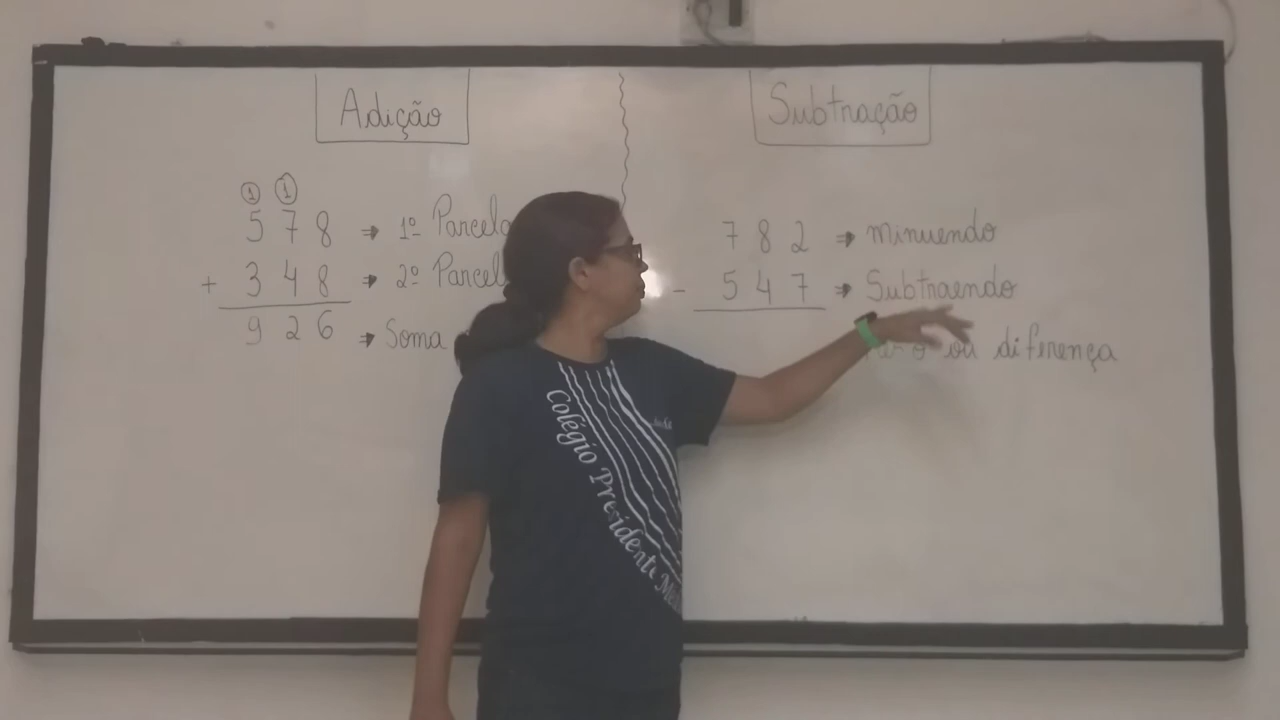 Adição
① ①
5 7 8 ⇒ 1º Parcela
+ 3 4 8 ⇒ 2º Parcel
9 2 6 ⇒ Soma
Subtração
7 8 2 ⇒ minuendo
- 5 4 7 ⇒ Subtraendo
o ou diferença
Colégio Presidente